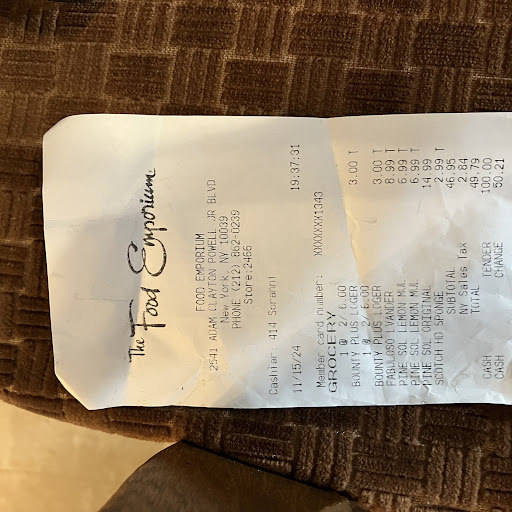 The Food Emporium
FOOD EMPORIUM
2541 ADAM CLAYTON POWELL JR BLVD
New York, NY 10039
PHONE (212) 862-0239
Store:2466
Cashier: 414 Suranni
11/15/24 19:37:31
Member card number: XXXXXXX1343
GROCERY
1 @ 2/6.00
BOUNTY PLUS LGGER 3.00 T
1 @ 2/6.00
BOUNTY PLUS LGGER 3.00 T
FABULOSO LVANDER 8.99 T
PINE SOL LEMON MUL 6.99 T
PINE SOL LEMON MUL 6.99 T
PINE SOL ORIGINAL 14.99 T
SCOTCH HD SPONGE 2.99 T
SUBTOTAL 46.95
NY Sales Tax 2.84
TOTAL 49.79
CASH TENDER 100.00
CASH CHANGE 50.21